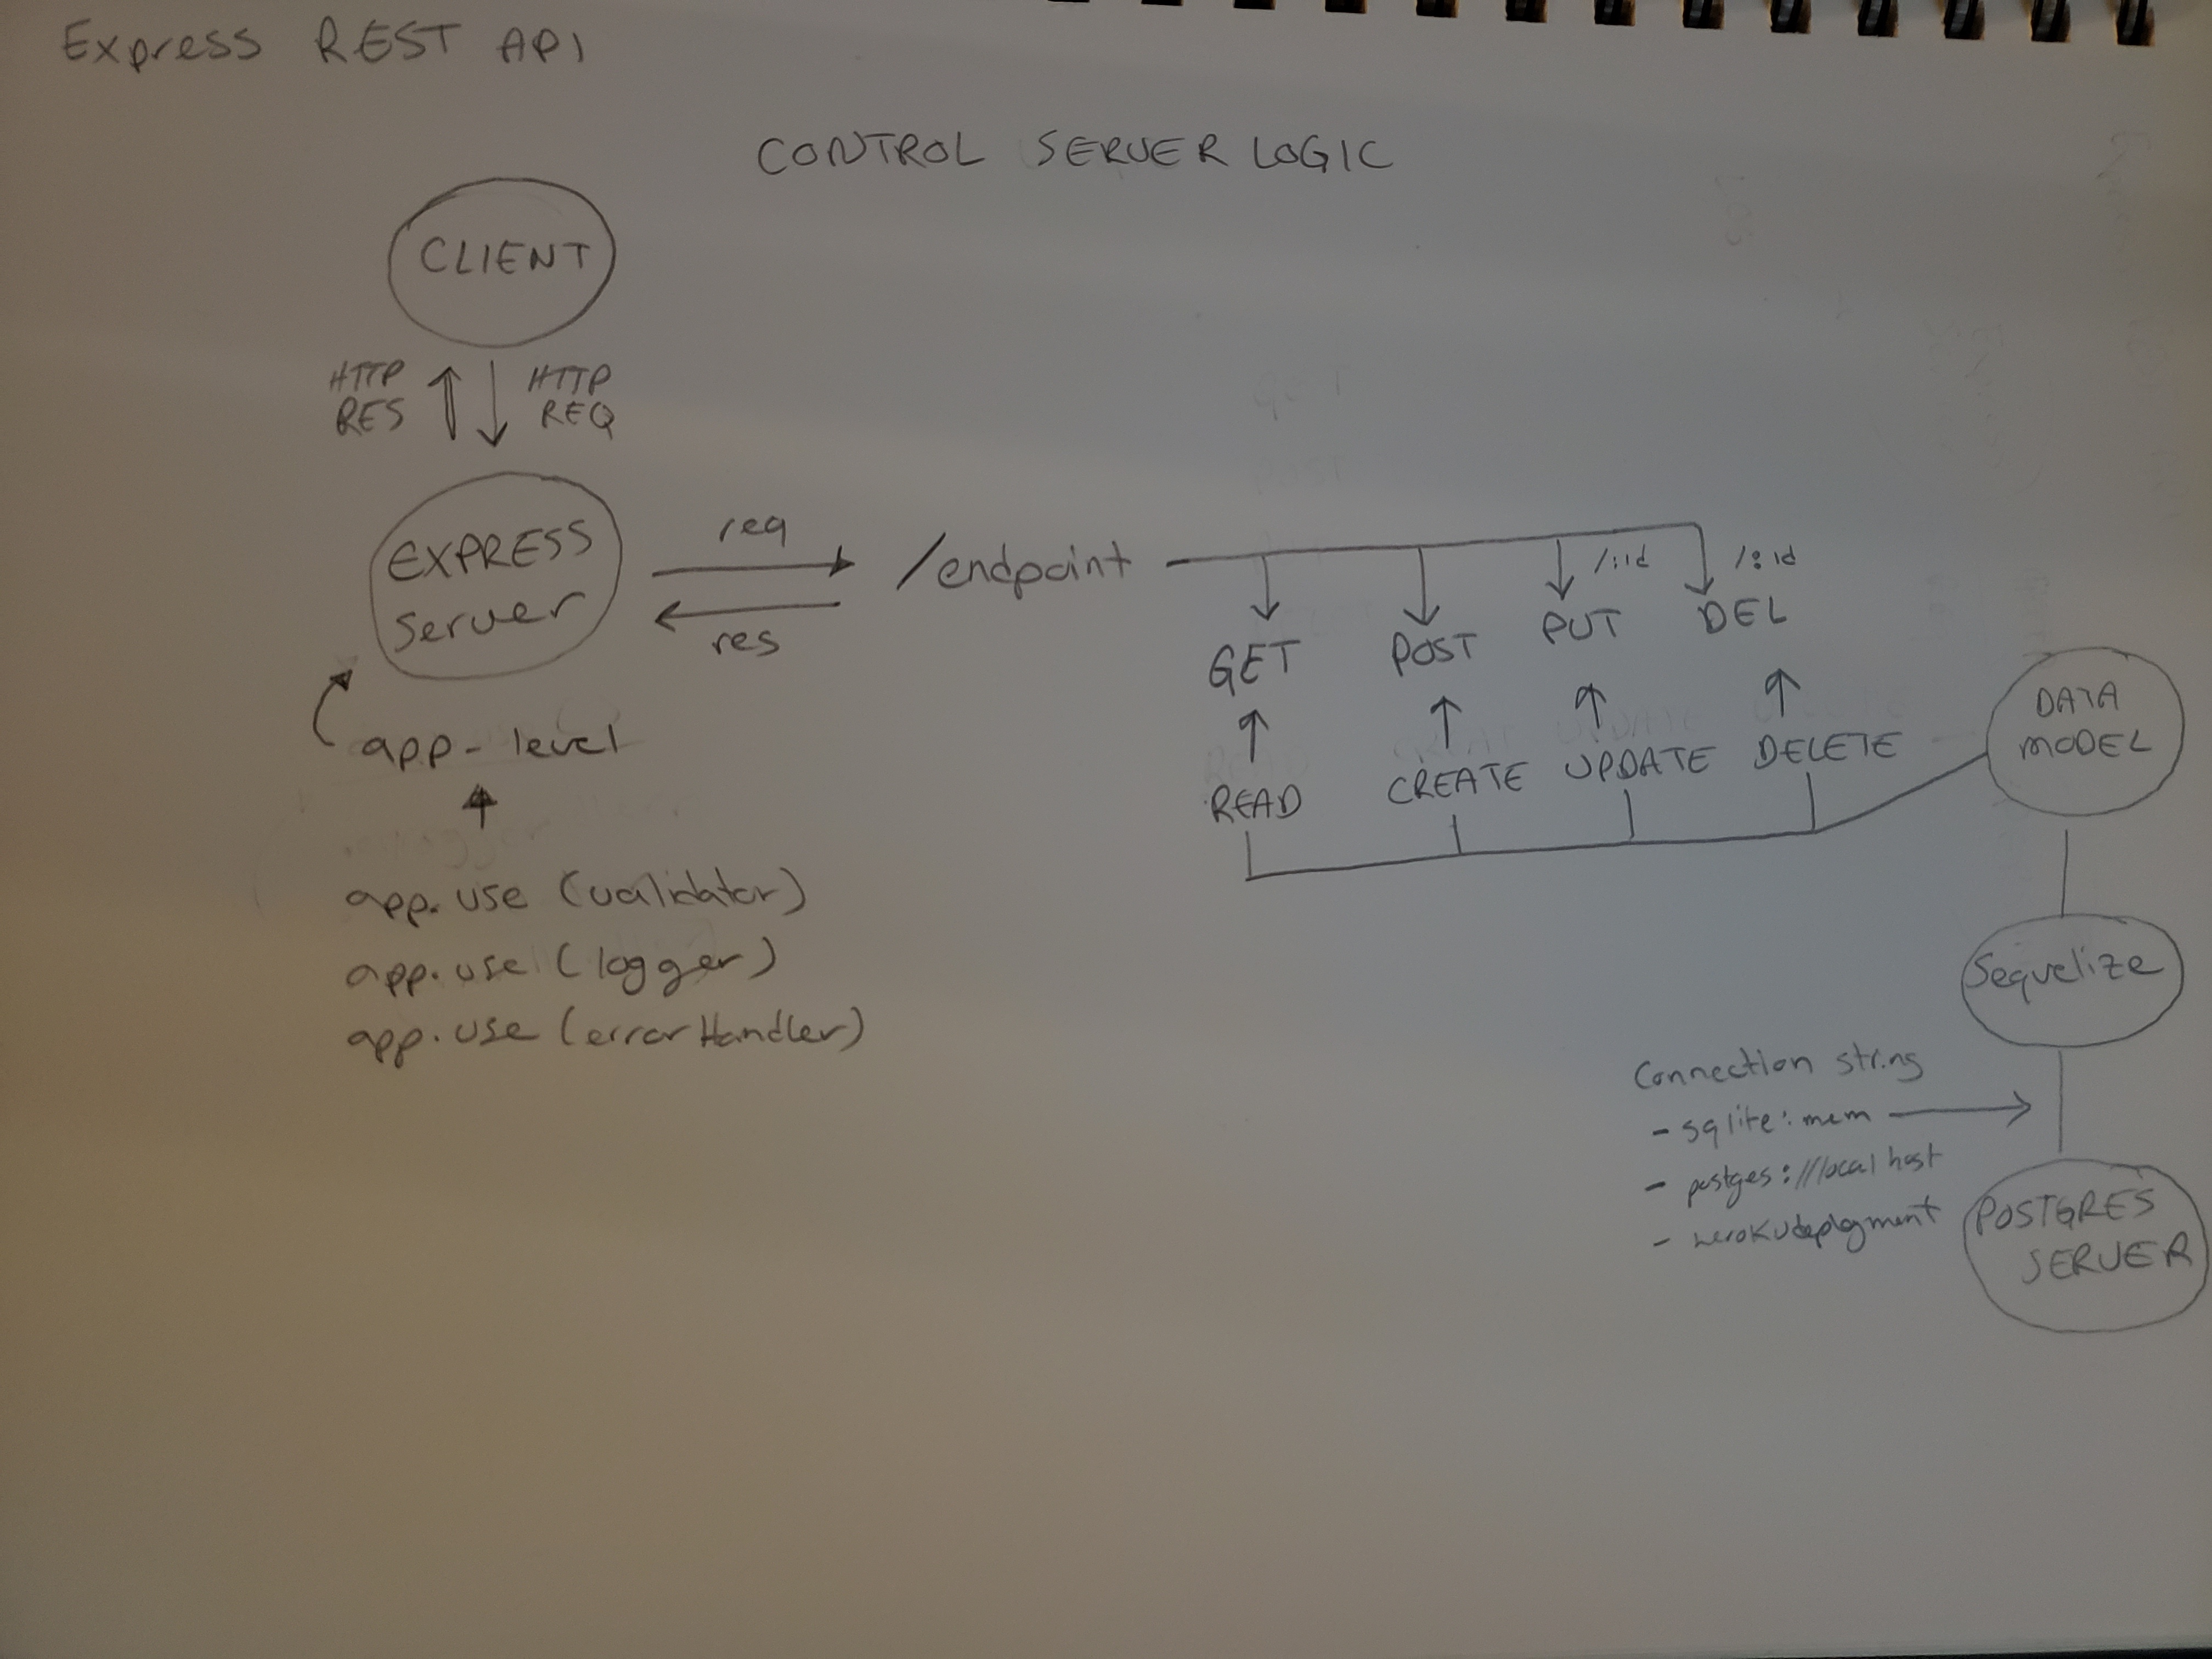 Express REST API
CONTROL SERVER LOGIC
CLIENT
HTTP
RES
HTTP
REQ
EXPRESS
server
req
res
/endpoint
/:id
/:id
GET
POST
PUT
DEL
READ
CREATE
UPDATE
DELETE
DATA
MODEL
app-level
app.use (validator)
app.use (logger)
app.use (errorHandler)
Sequelize
Connection string
- sqlite:mem
- postges://localhost
- heroku deployment
POSTGRES
SERVER